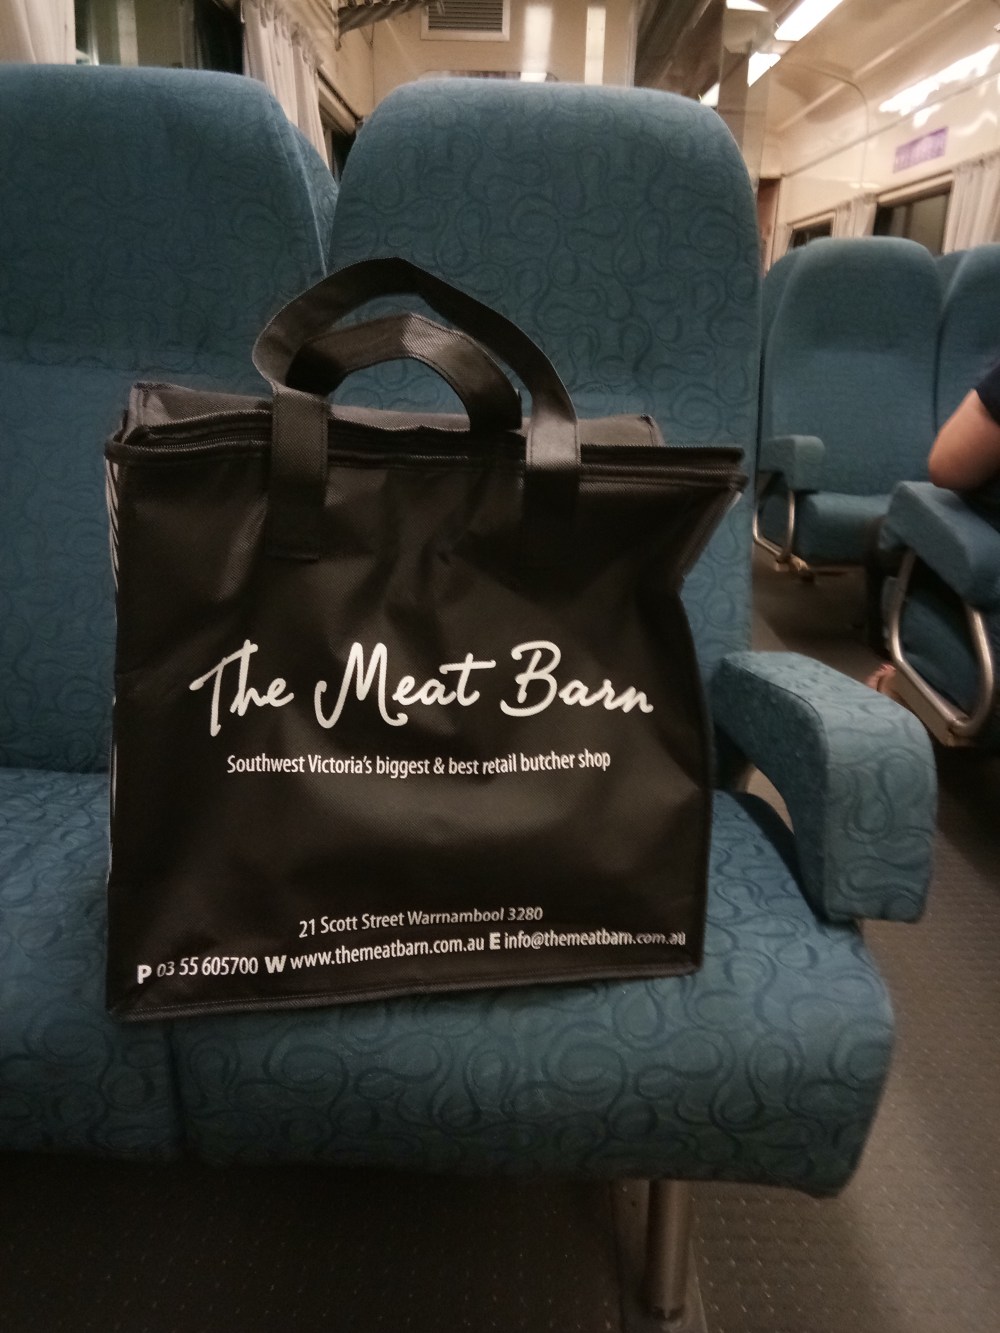 The Meat Barn
Southwest Victoria's biggest & best retail butcher shop
21 Scott Street Warrnambool 3280
P 03 55 605700 W www.themeatbarn.com.au E info@themeatbarn.com.au